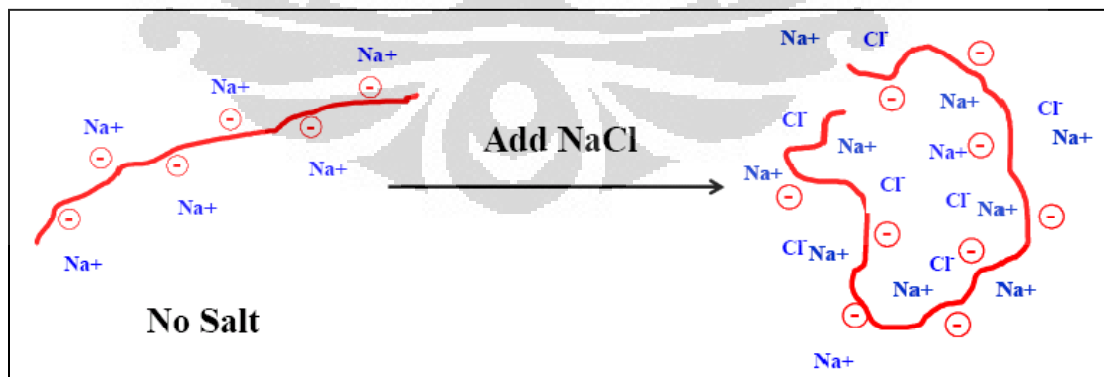 Na+
Na+
Na+
Na+
Na+
Na+
Na+
-
-
-
-
-
-
No Salt
Add NaCl
Na+
Cl-
Cl-
Na+
Na+
Na+
Na+
Cl-
Na+
Cl-
Cl-
Na+
Cl-
Na+
Cl-
Na+
Na+
Na+
-
-
-
-
-
-
-
-
-